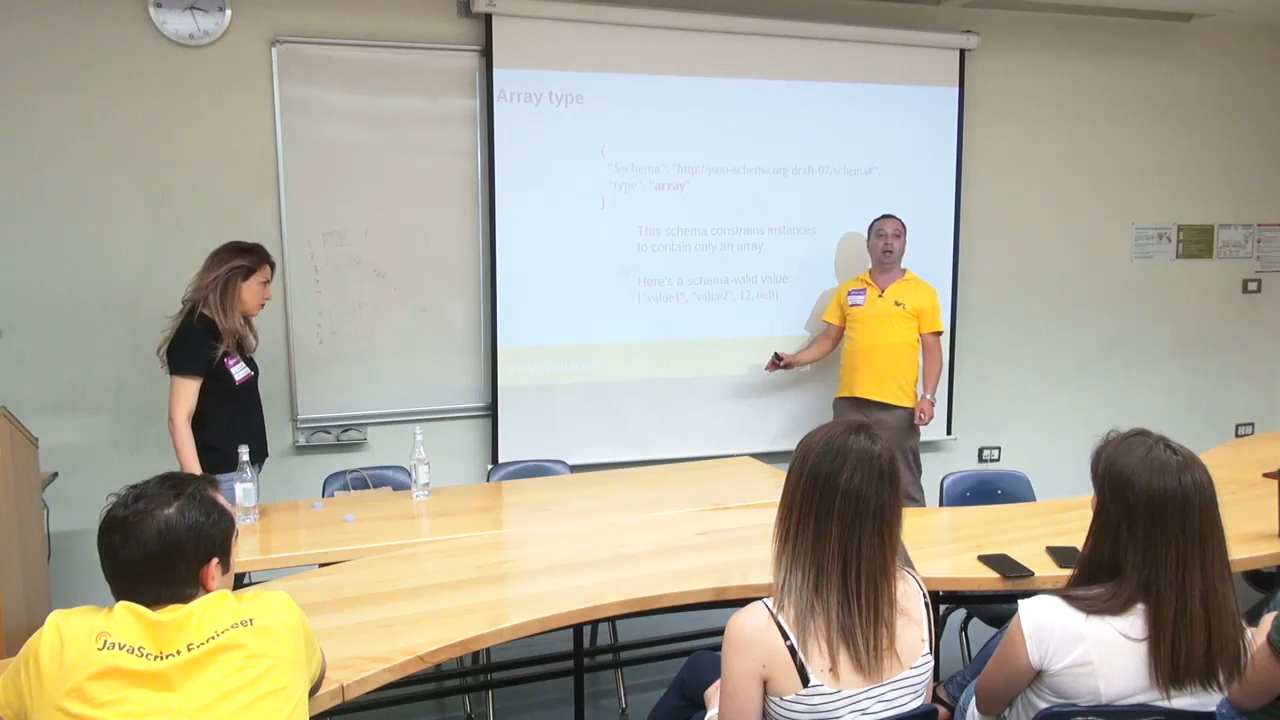 Array type
{
"$schema": "http://json-schema.org/draft-07/schema#",
"type": "array"
}
This schema constrains instances
to contain only an array.
Here's a schema-valid value:
["value1", "value2", 12, null]
JavaScript Engineer